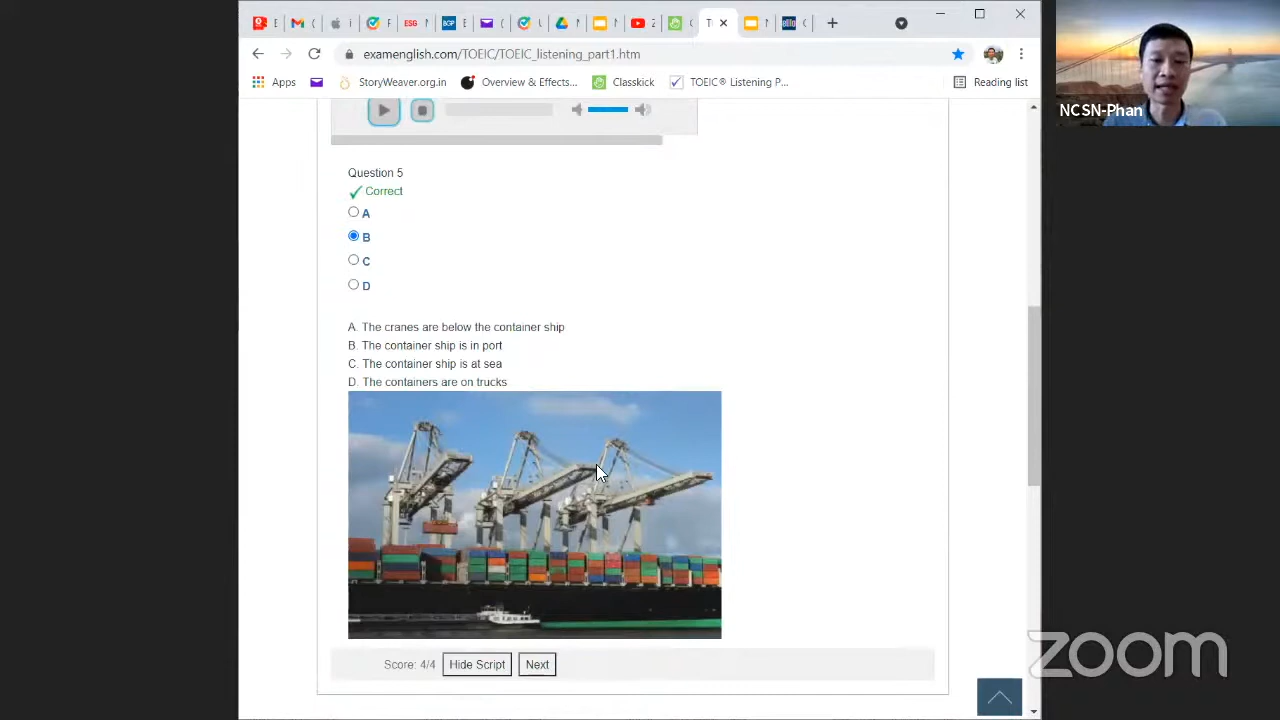 ESG
BGP
examenglish.com/TOEIC/TOEIC_listening_part1.htm
Apps
StoryWeaver.org.in
Overview & Effects...
Classkick
TOEIC® Listening P...
Reading list
NCSN-Phan
Question 5
Correct
A
B
C
D
A. The cranes are below the container ship
B. The container ship is in port
C. The container ship is at sea
D. The containers are on trucks
Score: 4/4
Hide Script
Next
zoom